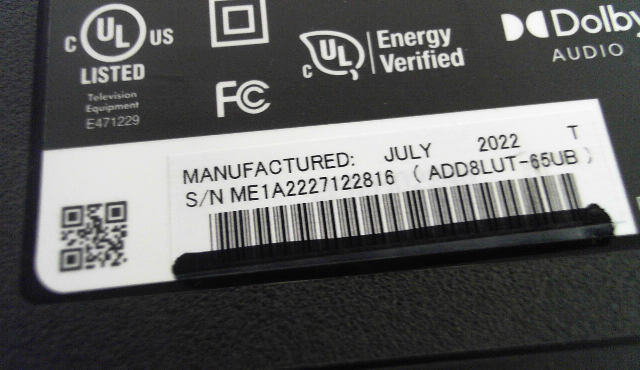 C UL US
LISTED
Television
Equipment
E471229
FC
C UL
Energy
Verified
Dolby
AUDIO
MANUFACTURED: JULY 2022 T
S/N ME1A2227122816 (ADD8LUT-65UB)